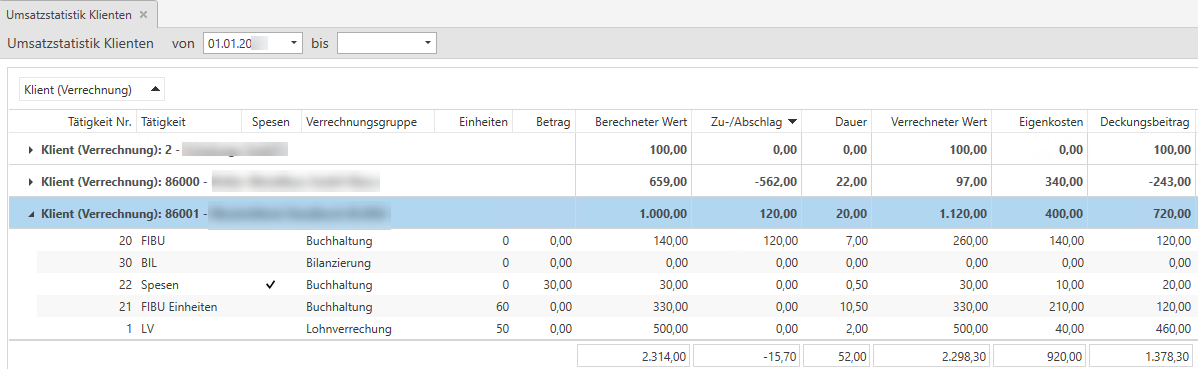 Umsatzstatistik Klienten ×
Umsatzstatistik Klienten von 01.01.20 bis
Klient (Verrechnung)
Tätigkeit Nr. Tätigkeit Spesen Verrechnungsgruppe Einheiten Betrag Berechneter Wert Zu-/Abschlag Dauer Verrechneter Wert Eigenkosten Deckungsbeitrag
Klient (Verrechnung): 2 - 100,00 0,00 0,00 100,00 0,00 100,00
Klient (Verrechnung): 86000 - 659,00 -562,00 22,00 97,00 340,00 -243,00
Klient (Verrechnung): 86001 - 1.000,00 120,00 20,00 1.120,00 400,00 720,00
20 FIBU Buchhaltung 0 0,00 140,00 120,00 7,00 260,00 140,00 120,00
30 BIL Bilanzierung 0 0,00 0,00 0,00 0,00 0,00 0,00 0,00
22 Spesen ✓ Buchhaltung 0 30,00 30,00 0,00 0,50 30,00 10,00 20,00
21 FIBU Einheiten Buchhaltung 60 0,00 330,00 0,00 10,50 330,00 210,00 120,00
1 LV Lohnverrechung 50 0,00 500,00 0,00 2,00 500,00 40,00 460,00
2.314,00 -15,70 52,00 2.298,30 920,00 1.378,30